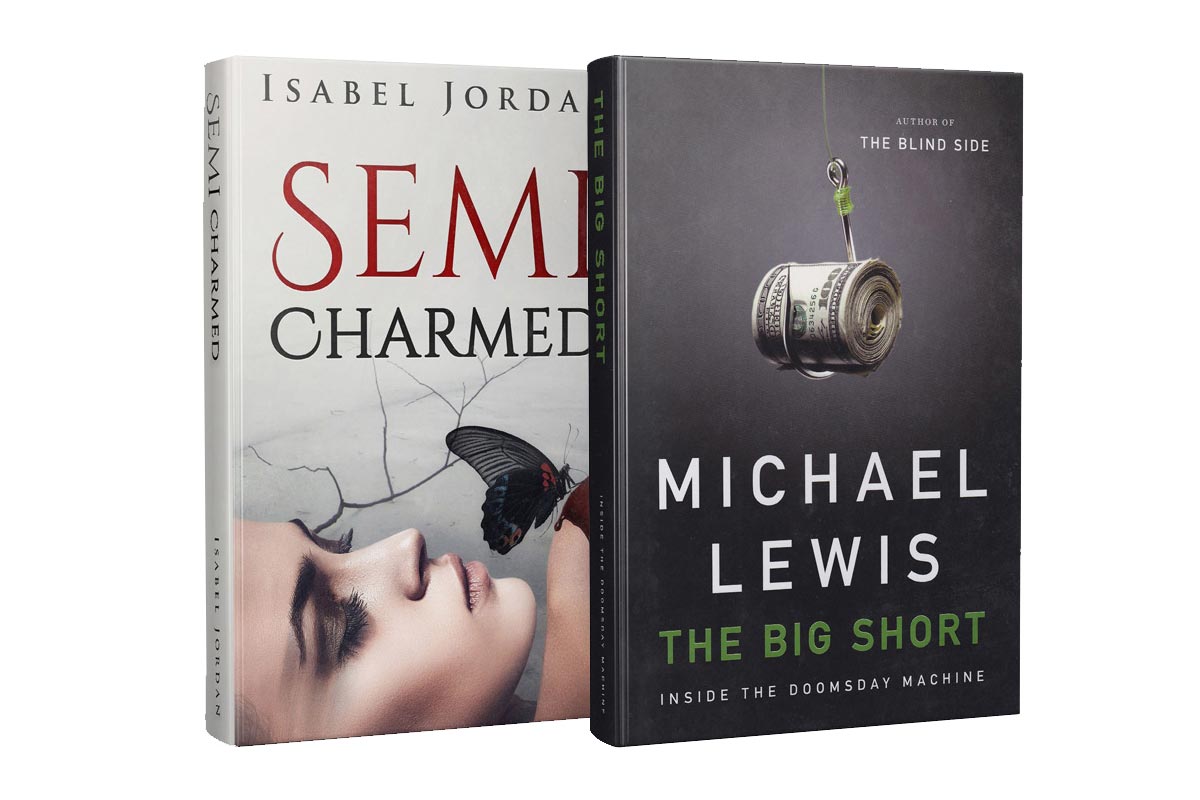 SEMI CHARMED
ISABEL JORDAN
ISABEL JORDA
SEMI
CHARMED
THE BIG SHORT
INSIDE THE DOOMSDAY MACHINE
AUTHOR OF
THE BLIND SIDE
100
MICHAEL
LEWIS
THE BIG SHORT
INSIDE THE DOOMSDAY MACHINE